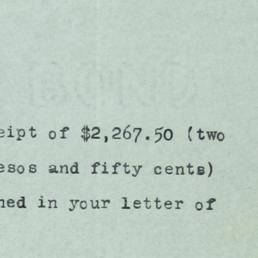 eipt of $2,267.50 (two
esos and fifty cents)
ned in your letter of